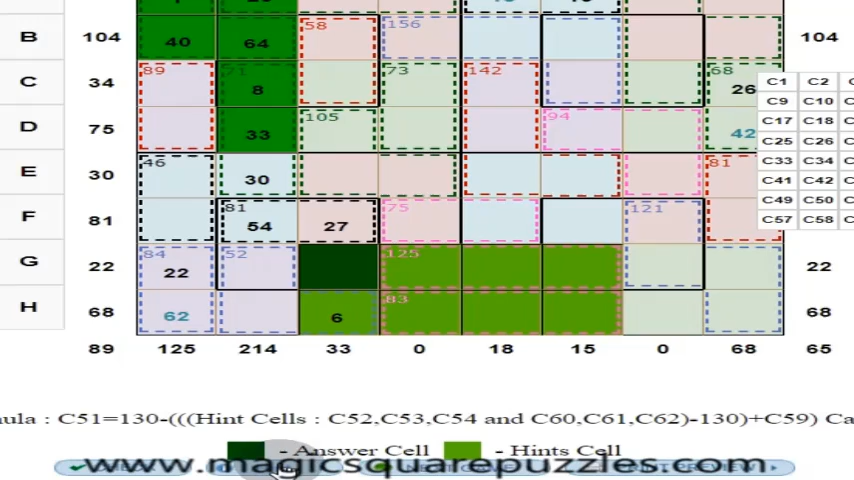 B 104 40 64 58 156 104
C 34 89 71 8 73 142 68 26 C1 C2
C9 C10
D 75 33 105 94 42 C17 C18
C25 C26
E 30 46 30 81 C33 C34
C41 C42
F 81 81 54 27 75 121 C49 C50
C57 C58
G 22 84 22 52 125 22
H 68 62 6 83 68
89 125 214 33 0 18 15 0 68 65
ula : C51=130-(((Hint Cells : C52,C53,C54 and C60,C61,C62)-130)+C59) Ca
- Answer Cell - Hints Cell
www.magicsquarepuzzles.com